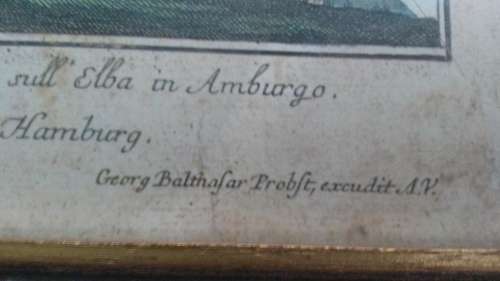 sull' Elba in Amburgo.
Hamburg.
Georg Balthaſar Probſt, excudit A.V.